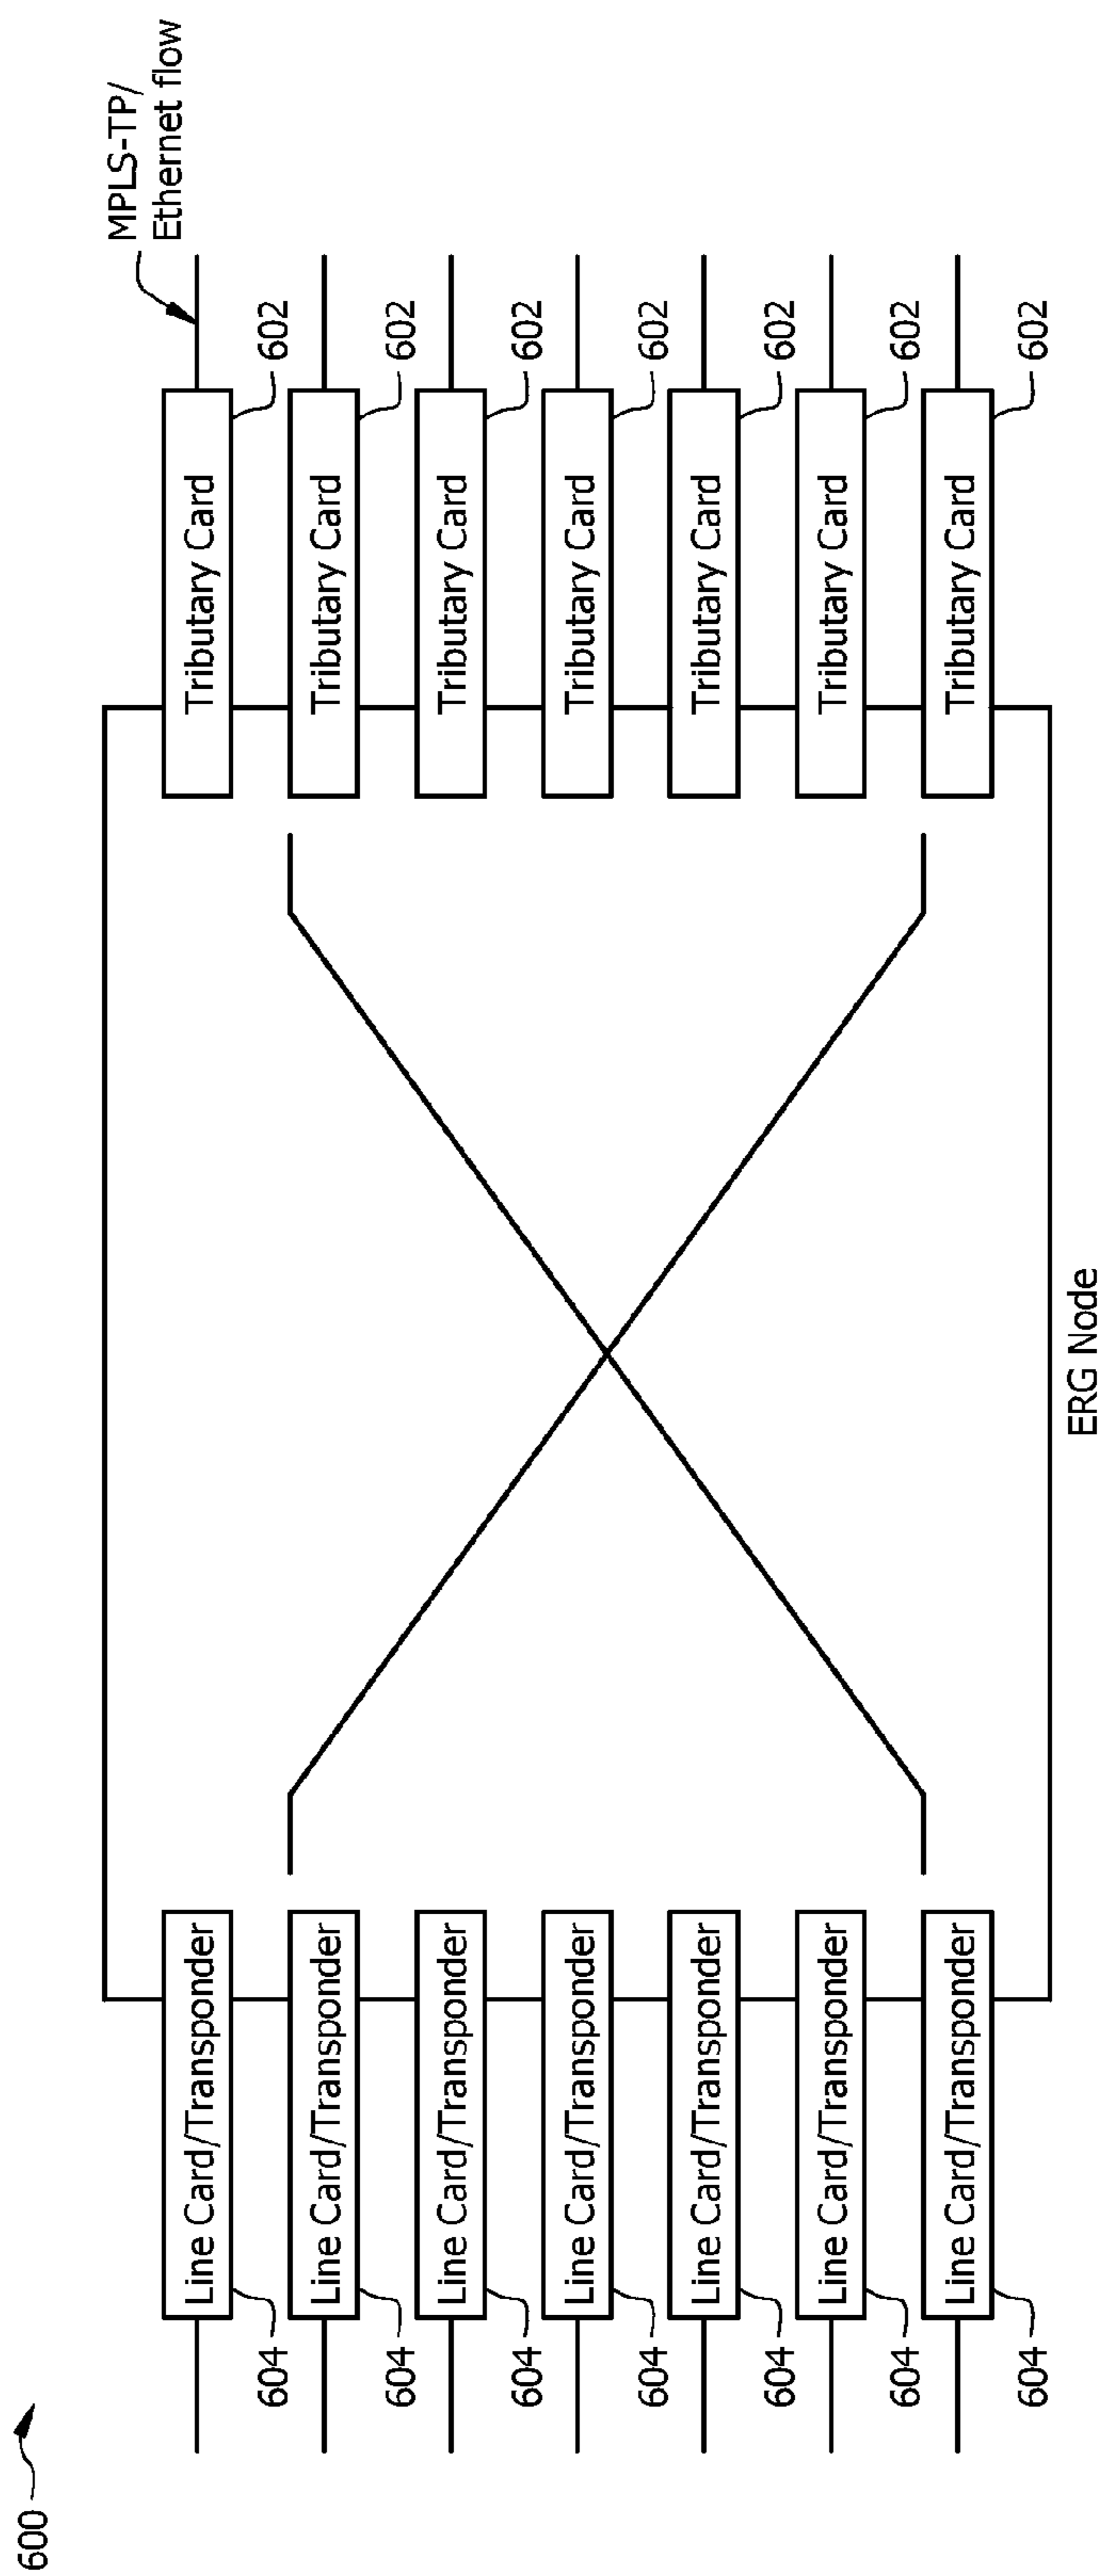 600
MPLS-TP/
Ethernet flow
Line Card/Transponder
604
Tributary Card
602
Line Card/Transponder
604
Tributary Card
602
Line Card/Transponder
604
Tributary Card
602
Line Card/Transponder
604
Tributary Card
602
Line Card/Transponder
604
Tributary Card
602
Line Card/Transponder
604
Tributary Card
602
Line Card/Transponder
604
Tributary Card
602
ERG Node